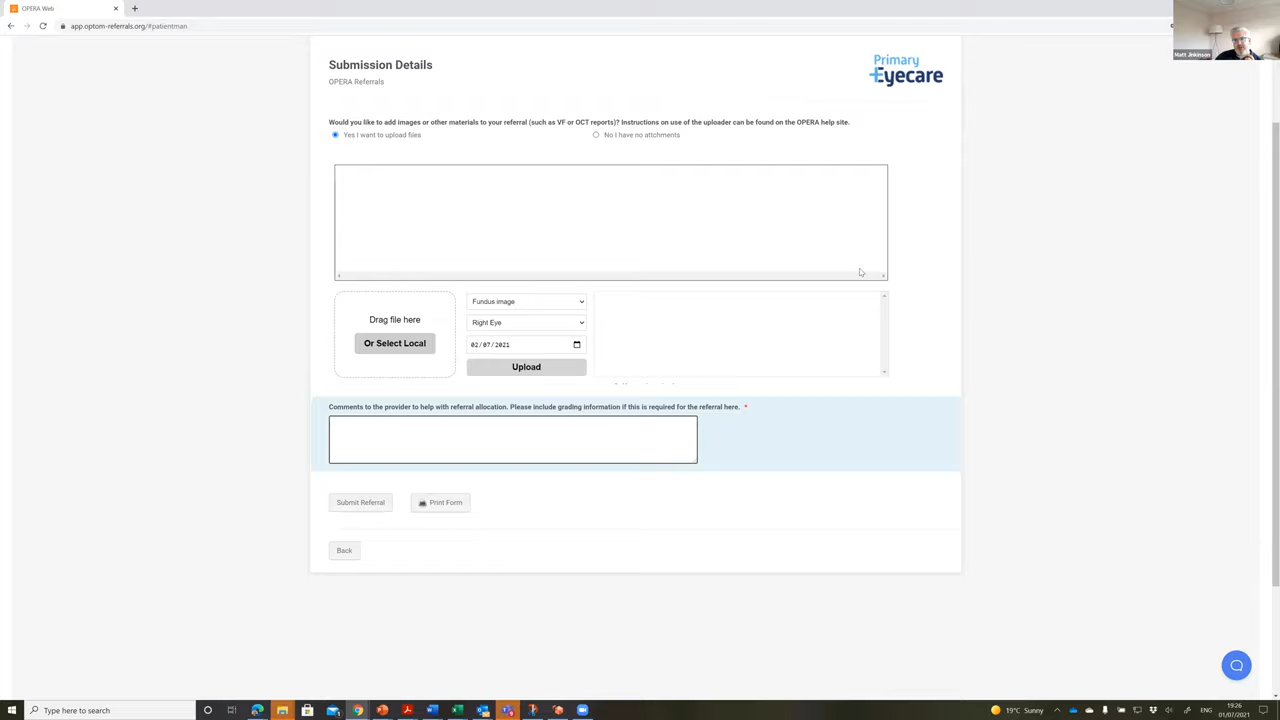 OPERA Web
app.optom-referrals.org/#patientman
Matt Jinkinson
Submission Details
OPERA Referrals
Primary
Eyecare
Would you like to add images or other materials to your referral (such as VF or OCT reports)? Instructions on use of the uploader can be found on the OPERA help site.
Yes I want to upload files
No I have no attchments
Drag file here
Or Select Local
Fundus image
Right Eye
02/07/2021
Upload
Comments to the provider to help with referral allocation. Please include grading information if this is required for the referral here. *
Submit Referral
Print Form
Back
Type here to search
19°C Sunny
ENG
19:26
01/07/2021